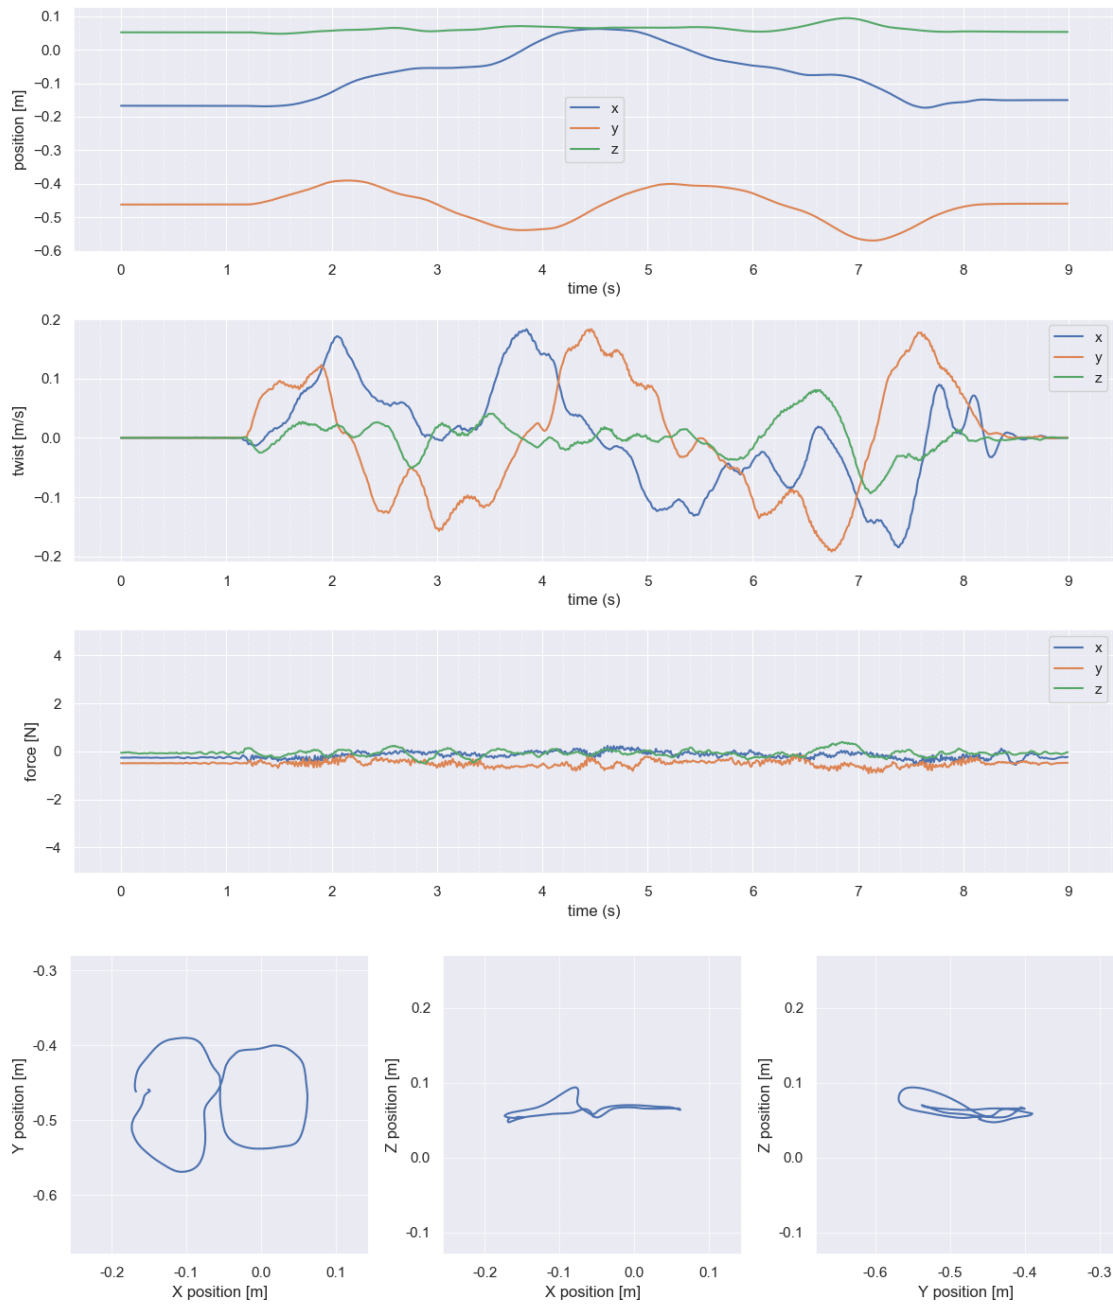 0.1
0.0
−0.1
−0.2
−0.3
−0.4
−0.5
−0.6
position [m]
x
y
z
0 1 2 3 4 5 6 7 8 9
time (s)
0.2
0.1
0.0
−0.1
−0.2
twist [m/s]
x
y
z
0 1 2 3 4 5 6 7 8 9
time (s)
4
2
0
−2
−4
force [N]
x
y
z
0 1 2 3 4 5 6 7 8 9
time (s)
-0.3
-0.4
-0.5
-0.6
Y position [m]
-0.2 -0.1 0.0 0.1
X position [m]
0.2
0.1
0.0
-0.1
Z position [m]
-0.2 -0.1 0.0 0.1
X position [m]
0.2
0.1
0.0
-0.1
Z position [m]
-0.6 -0.5 -0.4 -0.3
Y position [m]